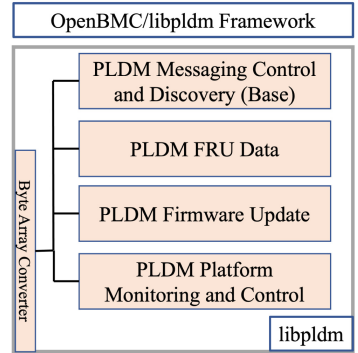 OpenBMC/libpldm Framework
PLDM Messaging Control
and Discovery (Base)
PLDM FRU Data
PLDM Firmware Update
PLDM Platform
Monitoring and Control
Byte Array Converter
libpldm